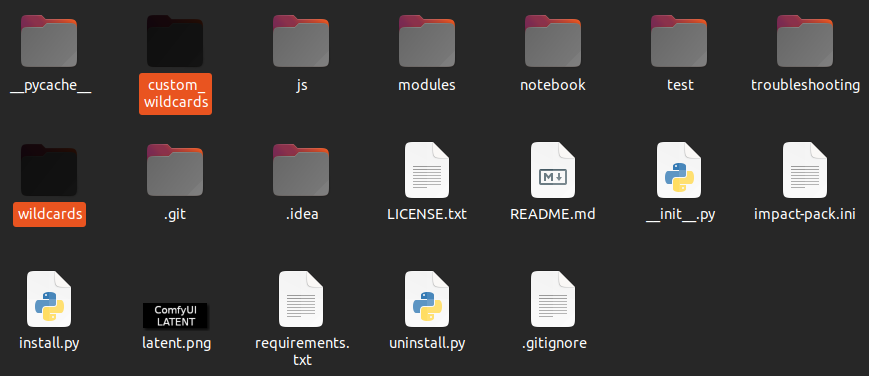 __pycache__
custom_
wildcards
js
modules
notebook
test
troubleshooting
wildcards
.git
.idea
LICENSE.txt
M
README.md
__init__.py
impact-pack.ini
install.py
ComfyUI
LATENT
latent.png
requirements.
txt
uninstall.py
.gitignore